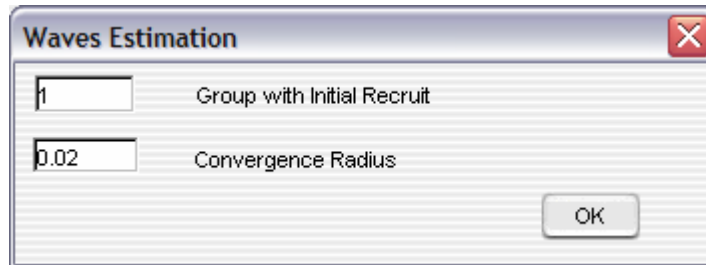 Waves Estimation
1 Group with Initial Recruit
0.02 Convergence Radius
OK